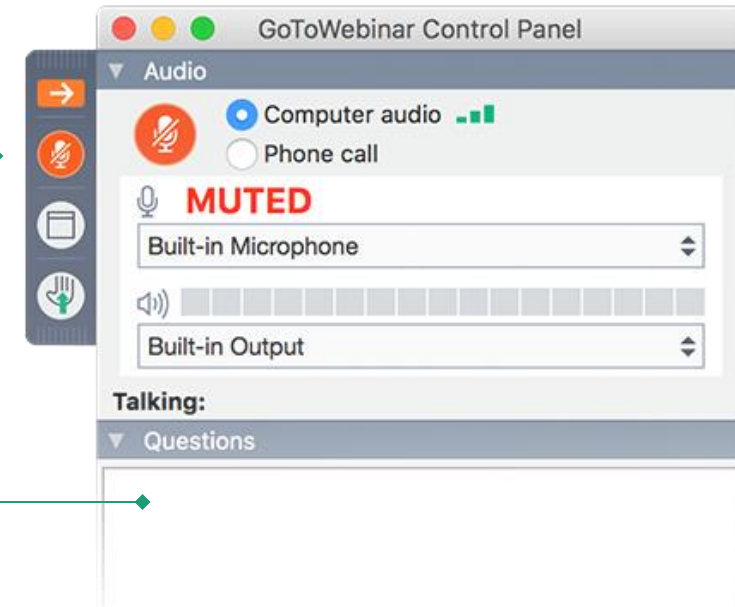 GoToWebinar Control Panel
Audio
Computer audio
Phone call
MUTED
Built-in Microphone
Built-in Output
Talking:
Questions